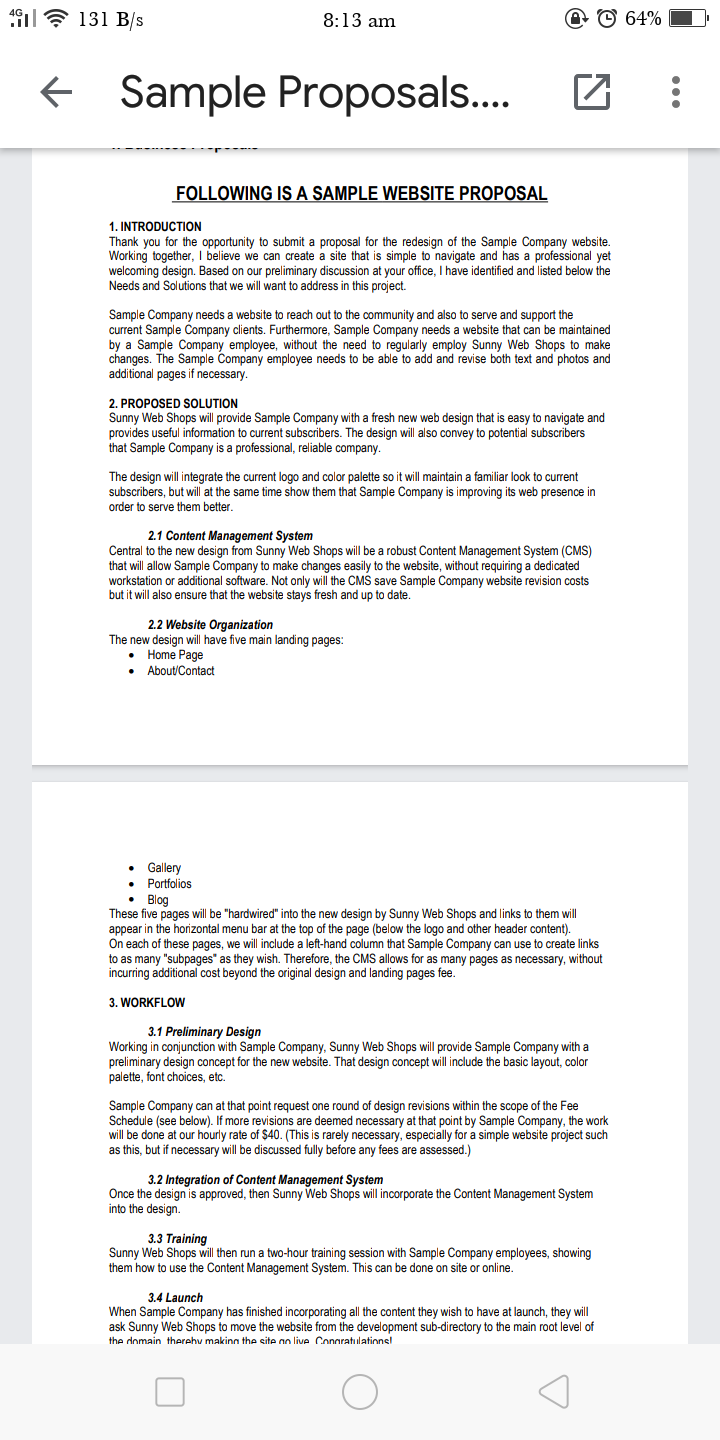 4G 131 B/s 8:13 am 64%
Sample Proposals....
FOLLOWING IS A SAMPLE WEBSITE PROPOSAL
1. INTRODUCTION
Thank you for the opportunity to submit a proposal for the redesign of the Sample Company website.
Working together, I believe we can create a site that is simple to navigate and has a professional yet
welcoming design. Based on our preliminary discussion at your office, I have identified and listed below the
Needs and Solutions that we will want to address in this project.
Sample Company needs a website to reach out to the community and also to serve and support the
current Sample Company clients. Furthermore, Sample Company needs a website that can be maintained
by a Sample Company employee, without the need to regularly employ Sunny Web Shops to make
changes. The Sample Company employee needs to be able to add and revise both text and photos and
additional pages if necessary.
2. PROPOSED SOLUTION
Sunny Web Shops will provide Sample Company with a fresh new web design that is easy to navigate and
provides useful information to current subscribers. The design will also convey to potential subscribers
that Sample Company is a professional, reliable company.
The design will integrate the current logo and color palette so it will maintain a familiar look to current
subscribers, but will at the same time show them that Sample Company is improving its web presence in
order to serve them better.
2.1 Content Management System
Central to the new design from Sunny Web Shops will be a robust Content Management System (CMS)
that will allow Sample Company to make changes easily to the website, without requiring a dedicated
workstation or additional software. Not only will the CMS save Sample Company website revision costs
but it will also ensure that the website stays fresh and up to date.
2.2 Website Organization
The new design will have five main landing pages:
• Home Page
• About/Contact
• Gallery
• Portfolios
• Blog
These five pages will be "hardwired" into the new design by Sunny Web Shops and links to them will
appear in the horizontal menu bar at the top of the page (below the logo and other header content).
On each of these pages, we will include a left-hand column that Sample Company can use to create links
to as many "subpages" as they wish. Therefore, the CMS allows for as many pages as necessary, without
incurring additional cost beyond the original design and landing pages fee.
3. WORKFLOW
3.1 Preliminary Design
Working in conjunction with Sample Company, Sunny Web Shops will provide Sample Company with a
preliminary design concept for the new website. That design concept will include the basic layout, color
palette, font choices, etc.
Sample Company can at that point request one round of design revisions within the scope of the Fee
Schedule (see below). If more revisions are deemed necessary at that point by Sample Company, the work
will be done at our hourly rate of $40. (This is rarely necessary, especially for a simple website project such
as this, but if necessary will be discussed fully before any fees are assessed.)
3.2 Integration of Content Management System
Once the design is approved, then Sunny Web Shops will incorporate the Content Management System
into the design.
3.3 Training
Sunny Web Shops will then run a two-hour training session with Sample Company employees, showing
them how to use the Content Management System. This can be done on site or online.
3.4 Launch
When Sample Company has finished incorporating all the content they wish to have at launch, they will
ask Sunny Web Shops to move the website from the development sub-directory to the main root level of
the domain, thereby making the site go live. Congratulations!